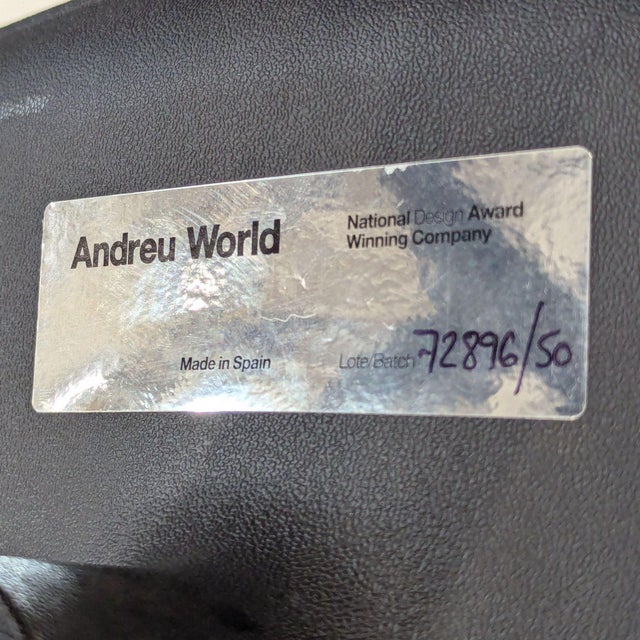 Andreu World
National Design Award
Winning Company
Made in Spain
Lote/Batch 72896/50